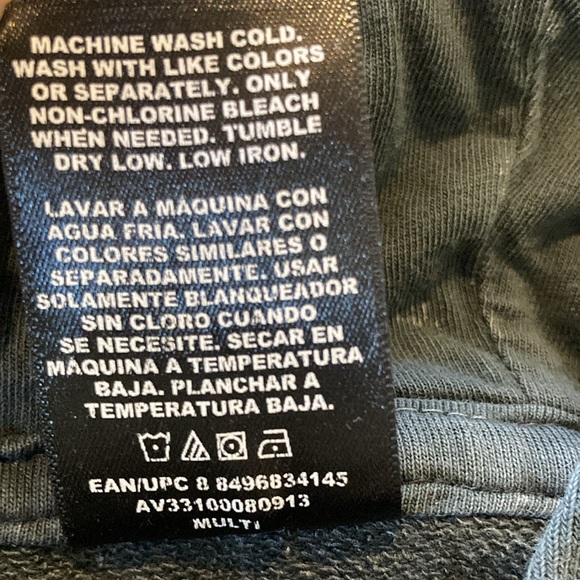 MACHINE WASH COLD.
WASH WITH LIKE COLORS
OR SEPARATELY. ONLY
NON-CHLORINE BLEACH
WHEN NEEDED. TUMBLE
DRY LOW. LOW IRON.
LAVAR A MAQUINA CON
AGUA FRIA. LAVAR CON
COLORES SIMILARES O
SEPARADAMENTE. USAR
SOLAMENTE BLANQUEADOR
SIN CLORO CUANDO
SE NECESITE. SECAR EN
MAQUINA A TEMPERATURA
BAJA. PLANCHAR A
TEMPERATURA BAJA.
EAN/UPC 8 8496834145
AV33100080913
MULTI